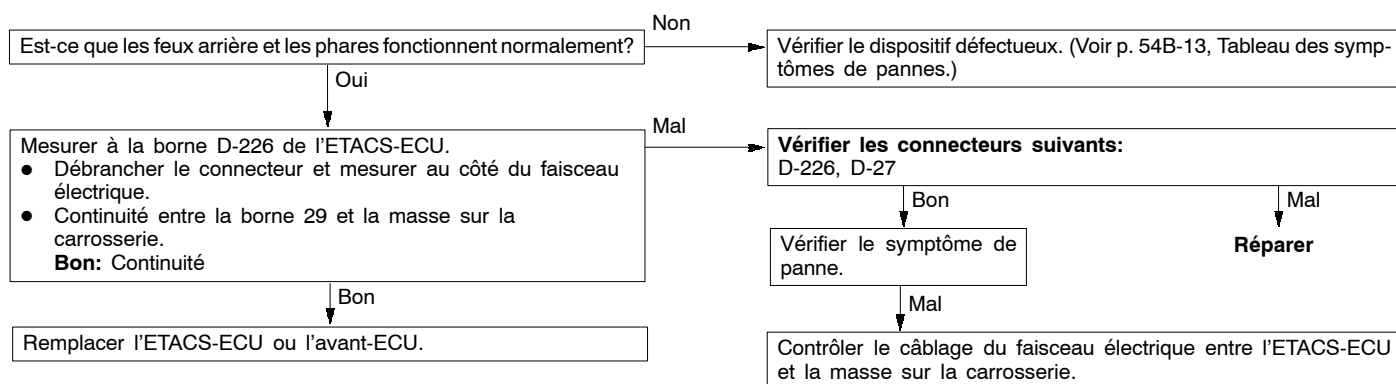 Est-ce que les feux arrière et les phares fonctionnent normalement?
Non
Vérifier le dispositif défectueux. (Voir p. 54B-13, Tableau des symp-
tômes de pannes.)
Oui
Mesurer à la borne D-226 de l'ETACS-ECU.
● Débrancher le connecteur et mesurer au côté du faisceau
électrique.
● Continuité entre la borne 29 et la masse sur la
carrosserie.
Bon: Continuité
Mal
Vérifier les connecteurs suivants:
D-226, D-27
Bon
Mal
Vérifier le symptôme de
panne.
Réparer
Bon
Mal
Remplacer l'ETACS-ECU ou l'avant-ECU.
Contrôler le câblage du faisceau électrique entre l'ETACS-ECU
et la masse sur la carrosserie.